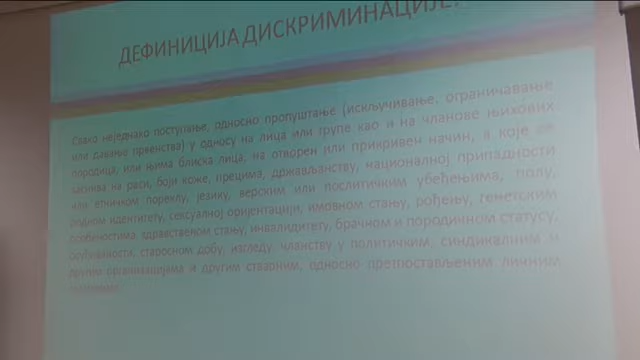 ДЕФИНИЦИЈА ДИСКРИМИНАЦИЈЕ:
Свако неједнако поступање, односно пропуштање (искључивање, ограничавање
или давање првенства) у односу на лица или групе као и на чланове њихових
породица, или њима блиска лица, на отворен или прикривен начин, а које се
заснива на раси, боји коже, прецима, држављанству, националној припадности
или етничком пореклу, језику, верским или послитичким убеђењима, полу,
родном идентитету, сексуалној оријентацији, имовном стању, рођењу, генетским
особеностима, здравственом стању, инвалидитету, брачном и породичном статусу,
осуђиваности, старосном добу, изгледу, чланству у политичким, синдикалним и
другим организацијама и другим стварним, односно претпостављеним личним